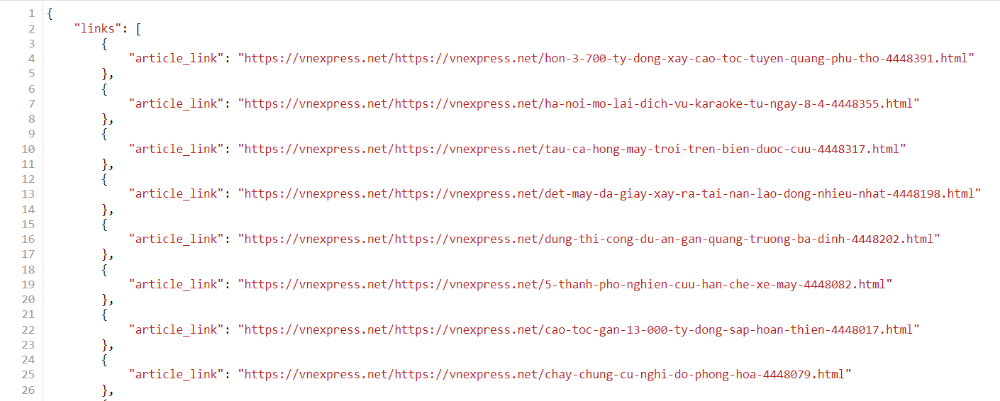 1 {
2 "links": [
3 {
4 "article_link": "https://vnexpress.net/https://vnexpress.net/hon-3-700-ty-dong-xay-cao-toc-tuyen-quang-phu-tho-4448391.html"
5 },
6 {
7 "article_link": "https://vnexpress.net/https://vnexpress.net/ha-noi-mo-lai-dich-vu-karaoke-tu-ngay-8-4-4448355.html"
8 },
9 {
10 "article_link": "https://vnexpress.net/https://vnexpress.net/tau-ca-hong-may-troi-tren-bien-duoc-cuu-4448317.html"
11 },
12 {
13 "article_link": "https://vnexpress.net/https://vnexpress.net/det-may-da-giay-xay-ra-tai-nan-lao-dong-nhieu-nhat-4448198.html"
14 },
15 {
16 "article_link": "https://vnexpress.net/https://vnexpress.net/dung-thi-cong-du-an-gan-quang-truong-ba-dinh-4448202.html"
17 },
18 {
19 "article_link": "https://vnexpress.net/https://vnexpress.net/5-thanh-pho-nghien-cuu-han-che-xe-may-4448082.html"
20 },
21 {
22 "article_link": "https://vnexpress.net/https://vnexpress.net/cao-toc-gan-13-000-ty-dong-sap-hoan-thien-4448017.html"
23 },
24 {
25 "article_link": "https://vnexpress.net/https://vnexpress.net/chay-chung-cu-nghi-do-phong-hoa-4448079.html"
26 },